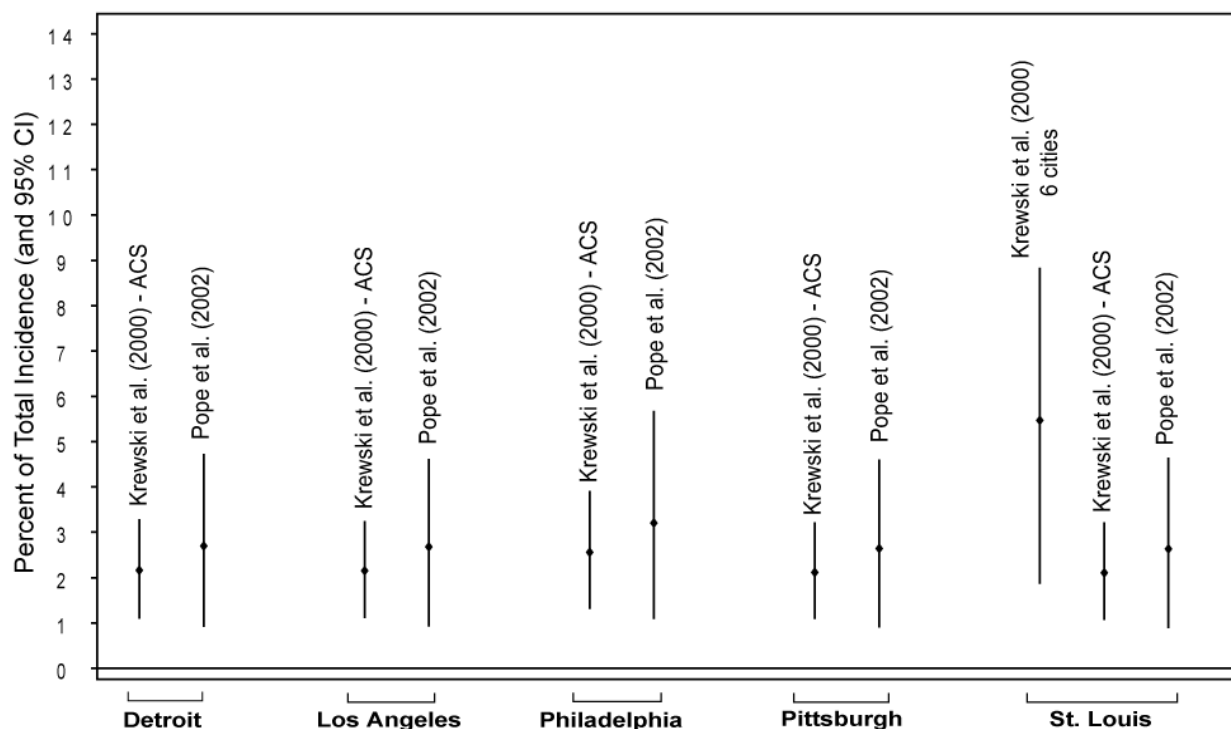 Percent of Total Incidence (and 95% CI)
14
13
12
11
10
9
8
7
6
5
4
3
2
1
0
Krewski et al. (2000) - ACS
Pope et al. (2002)
Krewski et al. (2000) - ACS
Pope et al. (2002)
Krewski et al. (2000) - ACS
Pope et al. (2002)
Krewski et al. (2000) - ACS
Pope et al. (2002)
Krewski et al. (2000)
6 cities
Krewski et al. (2000) - ACS
Pope et al. (2002)
Detroit
Los Angeles
Philadelphia
Pittsburgh
St. Louis